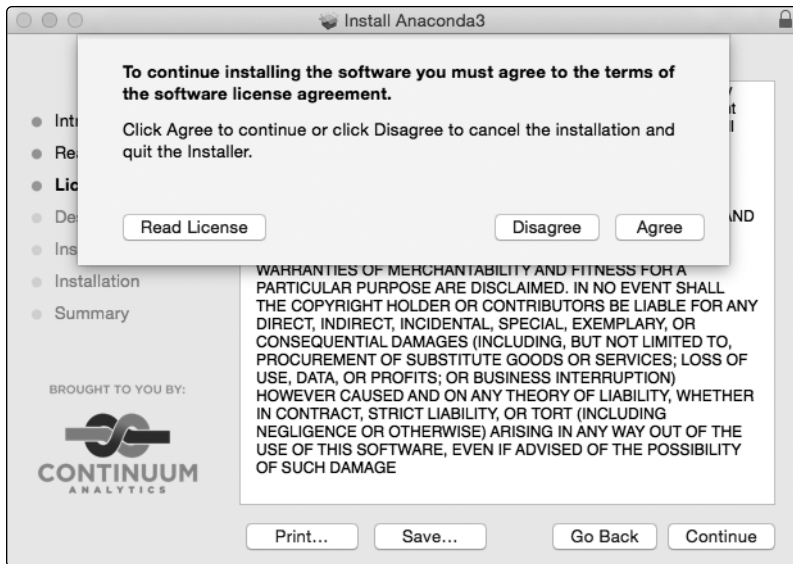 Install Anaconda3
To continue installing the software you must agree to the terms of
the software license agreement.
Click Agree to continue or click Disagree to cancel the installation and
quit the Installer.
Read License
Disagree
Agree
Installation
Summary
BROUGHT TO YOU BY:
CONTINUUM
ANALYTICS
AND
WARRANTIES OF MERCHANTABILITY AND FITNESS FOR A
PARTICULAR PURPOSE ARE DISCLAIMED. IN NO EVENT SHALL
THE COPYRIGHT HOLDER OR CONTRIBUTORS BE LIABLE FOR ANY
DIRECT, INDIRECT, INCIDENTAL, SPECIAL, EXEMPLARY, OR
CONSEQUENTIAL DAMAGES (INCLUDING, BUT NOT LIMITED TO,
PROCUREMENT OF SUBSTITUTE GOODS OR SERVICES; LOSS OF
USE, DATA, OR PROFITS; OR BUSINESS INTERRUPTION)
HOWEVER CAUSED AND ON ANY THEORY OF LIABILITY, WHETHER
IN CONTRACT, STRICT LIABILITY, OR TORT (INCLUDING
NEGLIGENCE OR OTHERWISE) ARISING IN ANY WAY OUT OF THE
USE OF THIS SOFTWARE, EVEN IF ADVISED OF THE POSSIBILITY
OF SUCH DAMAGE
Print...
Save...
Go Back
Continue